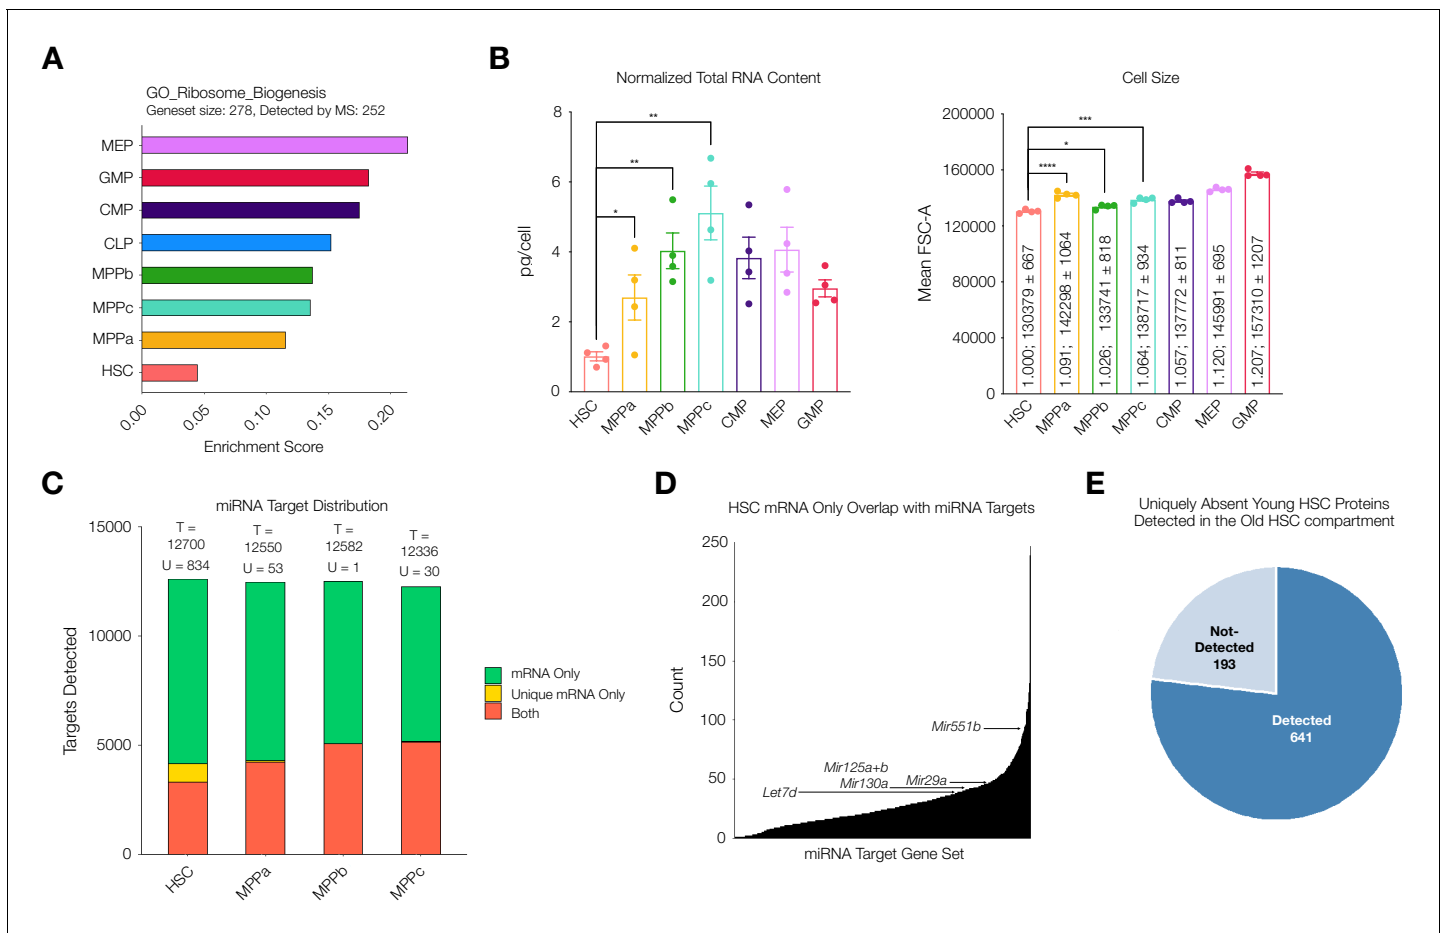 A
GO_Ribosome_Biogenesis
Geneset size: 278, Detected by MS: 252
MEP
GMP
CMP
CLP
MPPb
MPPc
MPPa
HSC
0.00
0.05
0.10
0.15
0.20
Enrichment Score
B
Normalized Total RNA Content
pg/cell
8
6
4
2
0
**
**
*
HSC
MPPa
MPPb
MPPc
CMP
MEP
GMP
Cell Size
Mean FSC-A
200000
160000
120000
80000
40000
0
***
*
****
1.000; 130379 ± 667
1.091; 142298 ± 1064
1.026; 133741 ± 818
1.064; 138717 ± 934
1.057; 137772 ± 811
1.120; 145991 ± 695
1.207; 157310 ± 1207
HSC
MPPa
MPPb
MPPc
CMP
MEP
GMP
C
miRNA Target Distribution
Targets Detected
15000
10000
5000
0
T =
12700
U = 834
T =
12550
U = 53
T =
12582
U = 1
T =
12336
U = 30
HSC
MPPa
MPPb
MPPc
mRNA Only
Unique mRNA Only
Both
D
HSC mRNA Only Overlap with miRNA Targets
Count
250
200
150
100
50
0
Mir551b
Mir125a+b
Mir130a
Mir29a
Let7d
miRNA Target Gene Set
E
Uniquely Absent Young HSC Proteins
Detected in the Old HSC compartment
Not-
Detected
193
Detected
641